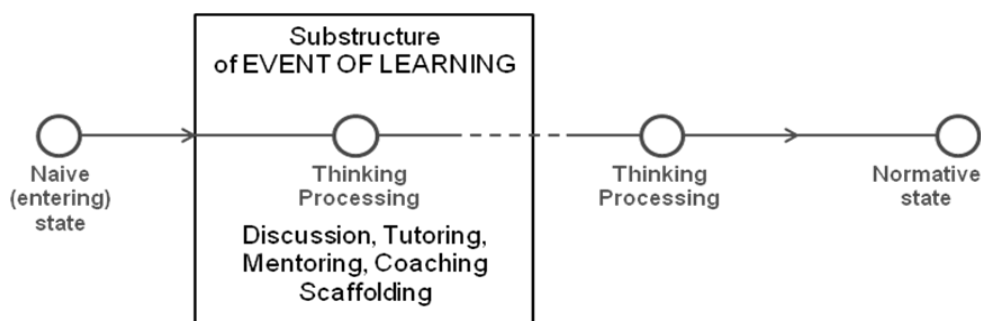 Substructure
of EVENT OF LEARNING
Naive
(entering)
state
Thinking
Processing
Thinking
Processing
Normative
state
Discussion, Tutoring,
Mentoring, Coaching
Scaffolding